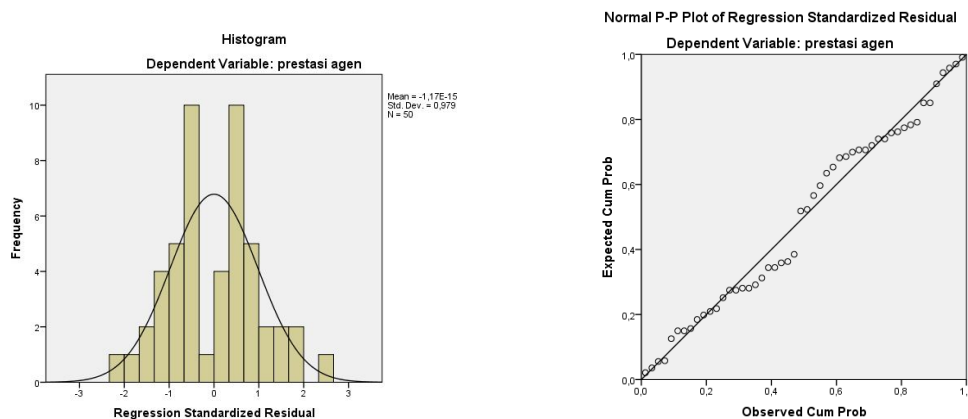 Histogram
Dependent Variable: prestasi agen
Mean = -1,17E-15
Std. Dev. = 0,979
N = 50
Frequency
10
8
6
4
2
0
-3
-2
-1
0
1
2
3
Regression Standardized Residual
Normal P-P Plot of Regression Standardized Residual
Dependent Variable: prestasi agen
Expected Cum Prob
1,0
0,8
0,6
0,4
0,2
0,0
0,0
0,2
0,4
0,6
0,8
1,
Observed Cum Prob